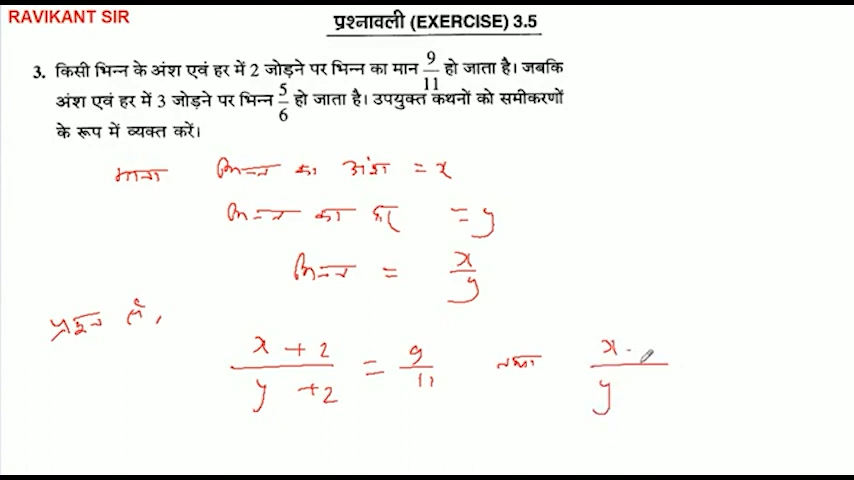 RAVIKANT SIR
प्रश्नावली (EXERCISE) 3.5
3. किसी भिन्न के अंश एवं हर में 2 जोड़ने पर भिन्न का मान 9/11 हो जाता है। जबकि
अंश एवं हर में 3 जोड़ने पर भिन्न 5/6 हो जाता है। उपयुक्त कथनों को समीकरणों
के रूप में व्यक्त करें।
माना भिन्न का अंश = x
भिन्न का हर = y
भिन्न = x/y
प्रश्न से,
x + 2 / y + 2 = 9/11 तथा x / y